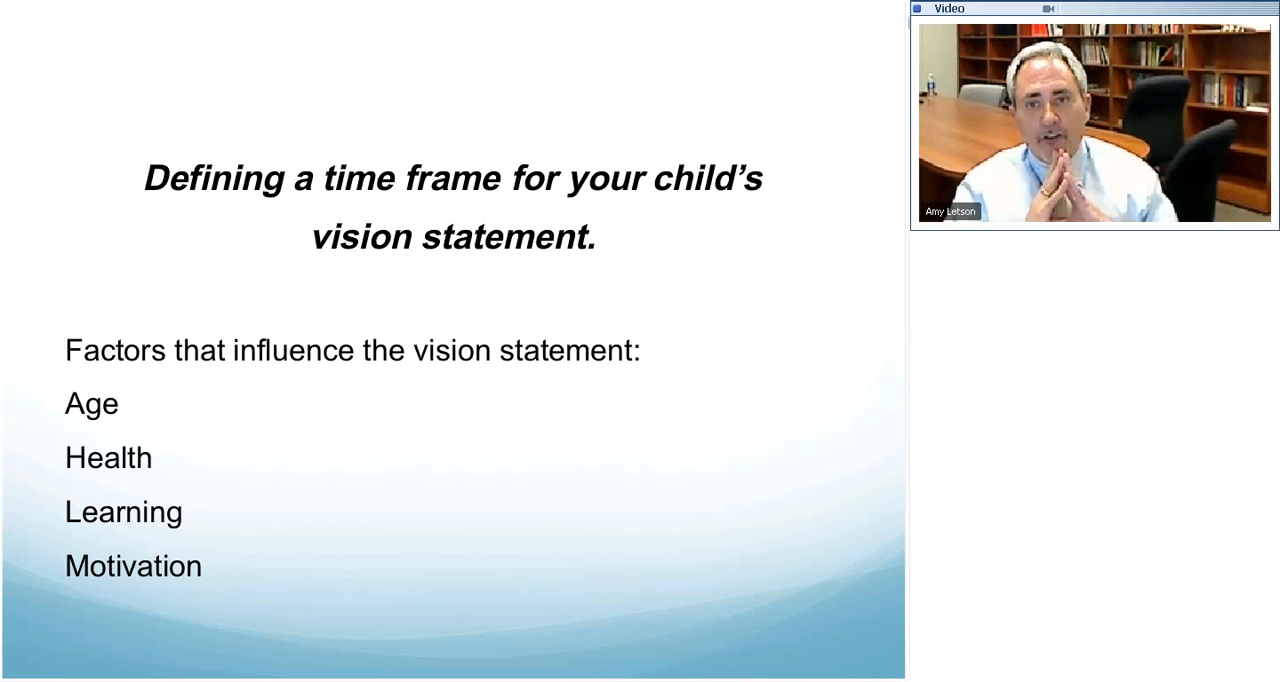 Defining a time frame for your child’s
vision statement.
Factors that influence the vision statement:
Age
Health
Learning
Motivation
Video
Amy Letson